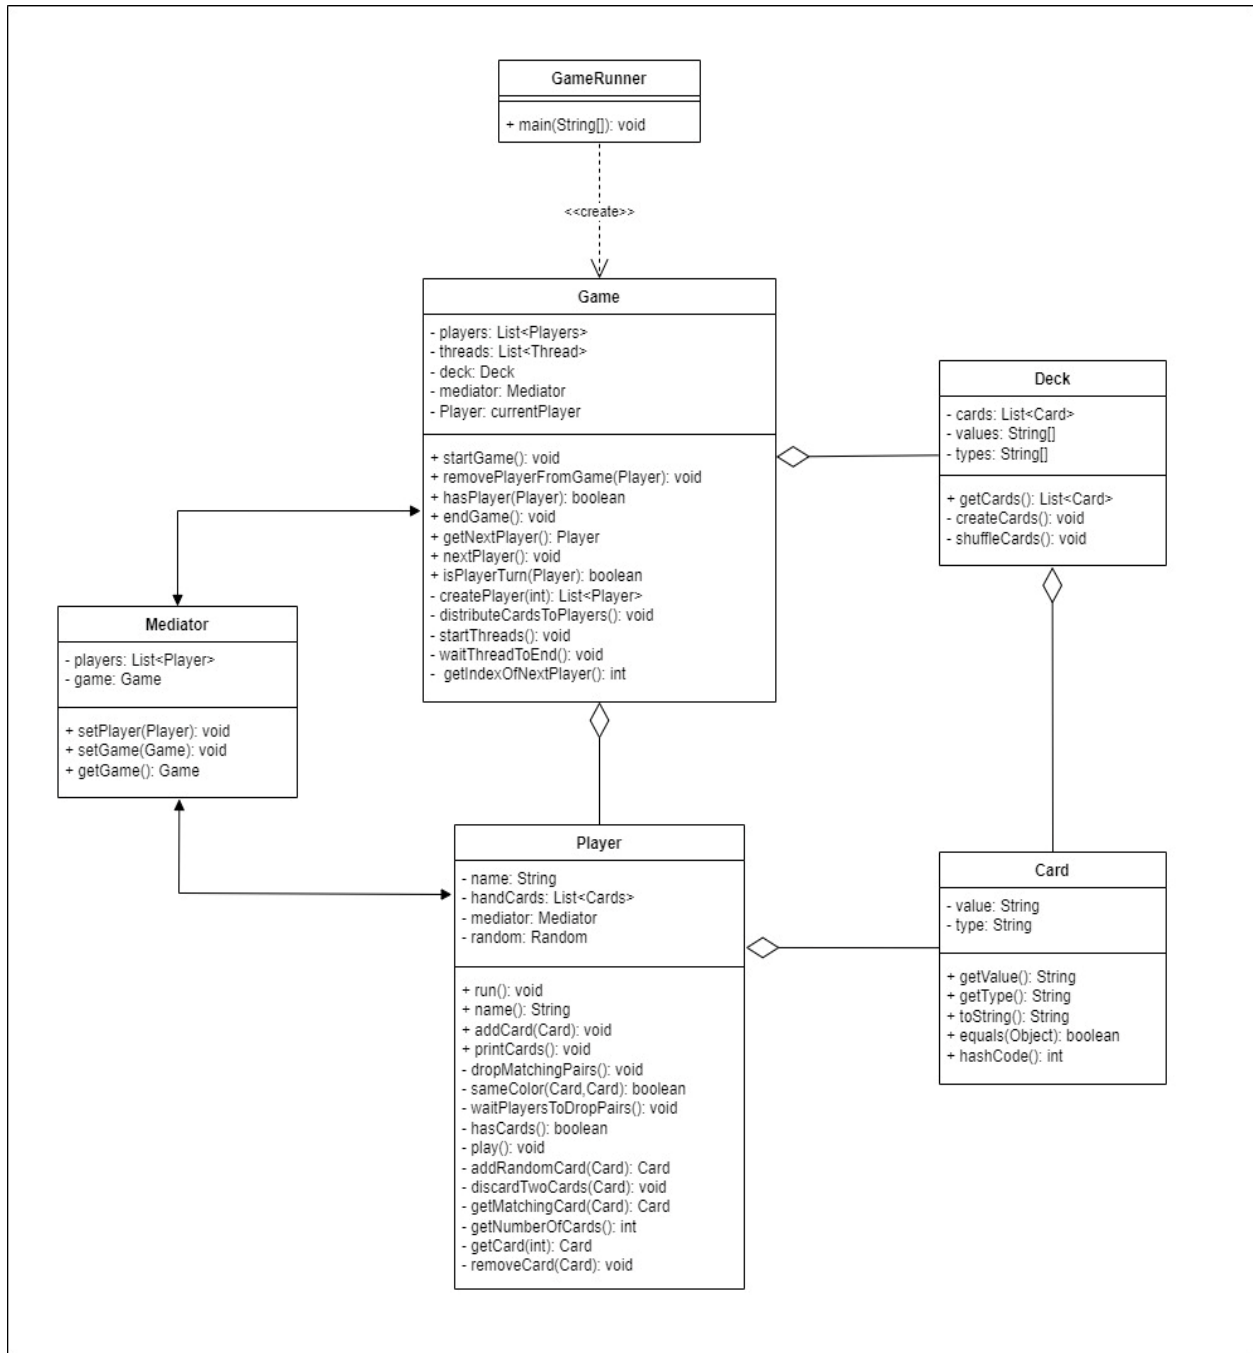 GameRunner
+ main(String[]): void
<<create>>
Game
- players: List<Players>
- threads: List<Thread>
- deck: Deck
- mediator: Mediator
- Player: currentPlayer
+ startGame(): void
+ removePlayerFromGame(Player): void
+ hasPlayer(Player): boolean
+ endGame(): void
+ getNextPlayer(): Player
+ nextPlayer(): void
+ isPlayerTurn(Player): boolean
- createPlayer(int): List<Player>
- distributeCardsToPlayers(): void
- startThreads(): void
- waitThreadToEnd(): void
- getIndexOfNextPlayer(): int
Deck
- cards: List<Card>
- values: String[]
- types: String[]
+ getCards(): List<Card>
- createCards(): void
- shuffleCards(): void
Mediator
- players: List<Player>
- game: Game
+ setPlayer(Player): void
+ setGame(Game): void
+ getGame(): Game
Player
- name: String
- handCards: List<Cards>
- mediator: Mediator
- random: Random
+ run(): void
+ name(): String
+ addCard(Card): void
+ printCards(): void
- dropMatchingPairs(): void
- sameColor(Card,Card): boolean
- waitPlayersToDropPairs(): void
- hasCards(): boolean
- play(): void
- addRandomCard(Card): Card
- discardTwoCards(Card): void
- getMatchingCard(Card): Card
- getNumberOfCards(): int
- getCard(int): Card
- removeCard(Card): void
Card
- value: String
- type: String
+ getValue(): String
+ getType(): String
+ toString(): String
+ equals(Object): boolean
+ hashCode(): int